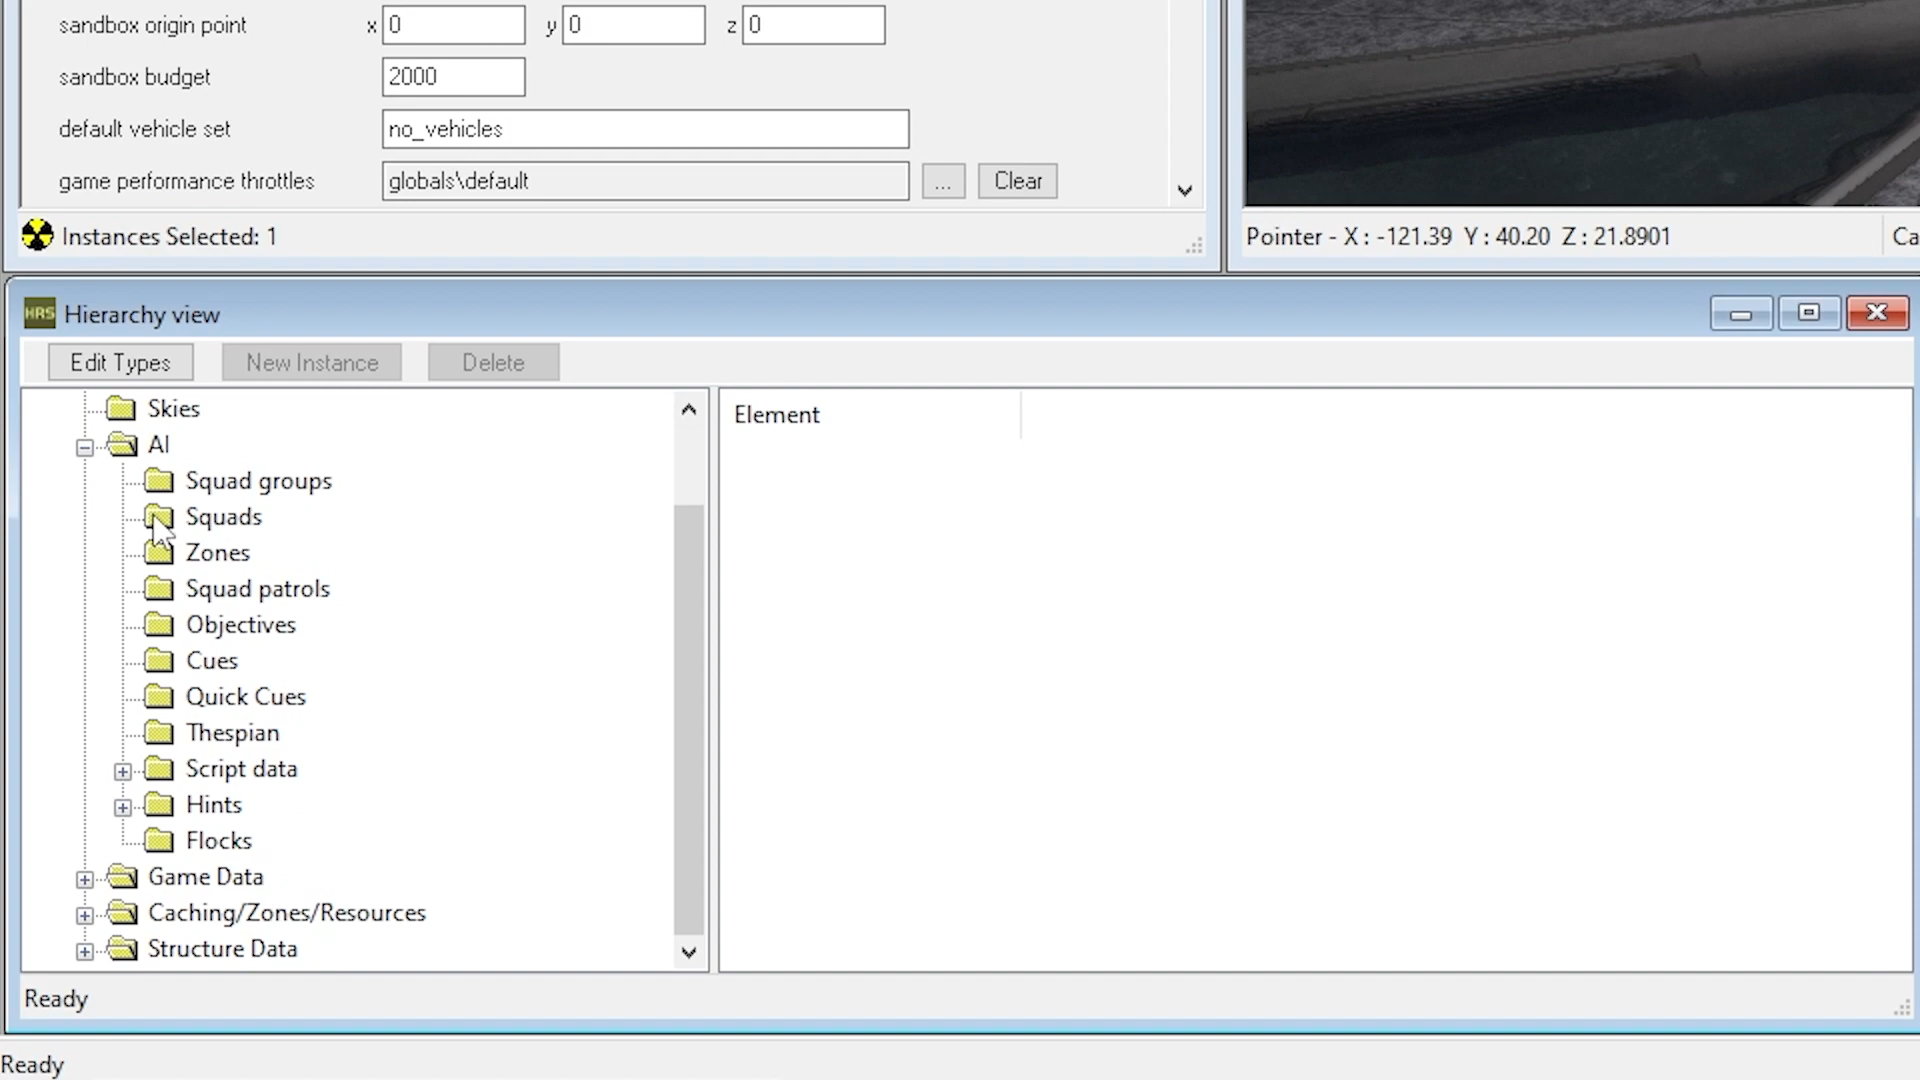 sandbox origin point x 0 y 0 z 0
sandbox budget 2000
default vehicle set no_vehicles
game performance throttles globals\default ... Clear
Instances Selected: 1
Pointer - X : -121.39 Y : 40.20 Z : 21.8901 Ca
HRS Hierarchy view
Edit Types New Instance Delete
Skies
AI
Squad groups
Squads
Zones
Squad patrols
Objectives
Cues
Quick Cues
Thespian
Script data
Hints
Flocks
Game Data
Caching/Zones/Resources
Structure Data
Element
Ready
Ready